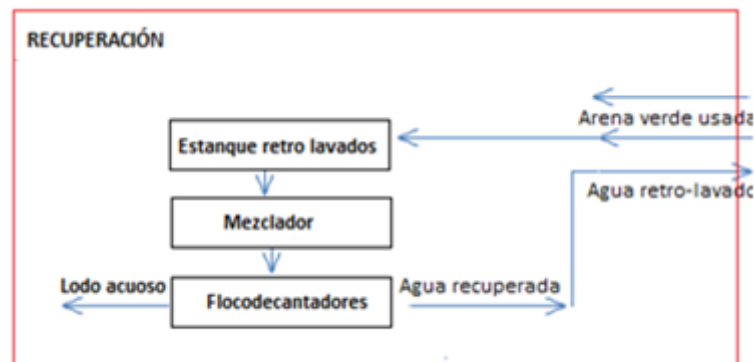 RECUPERACIÓN
Arena verde usada
Estanque retro lavados
Agua retro-lavado
Mezclador
Lodo acuoso
Flocodecantadores
Agua recuperada